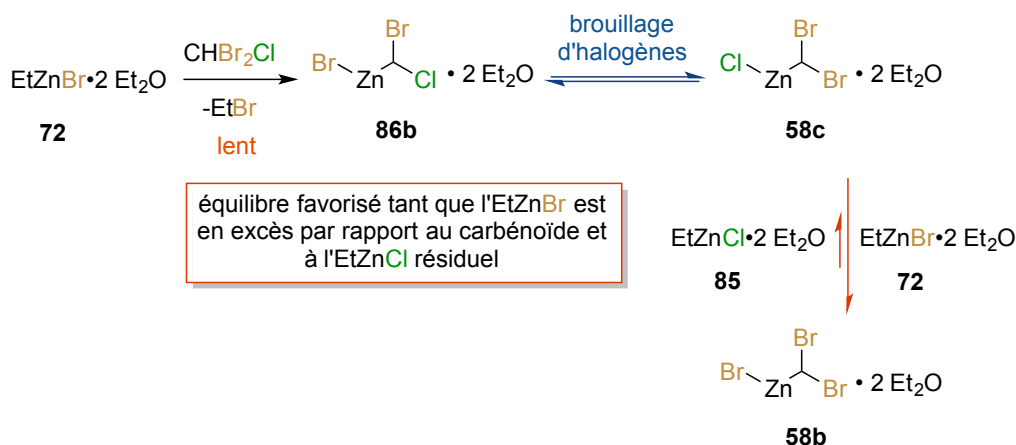 EtZnBr•2 Et2O
72
CHBr2Cl
-EtBr
lent
Br
Br
Zn
Cl • 2 Et2O
86b
brouillage
d'halogènes
Br
Cl
Zn
Br • 2 Et2O
58c
équilibre favorisé tant que l'EtZnBr est
en excès par rapport au carbénoïde et
à l'EtZnCl résiduel
EtZnCl•2 Et2O
85
EtZnBr•2 Et2O
72
Br
Br
Zn
Br • 2 Et2O
58b